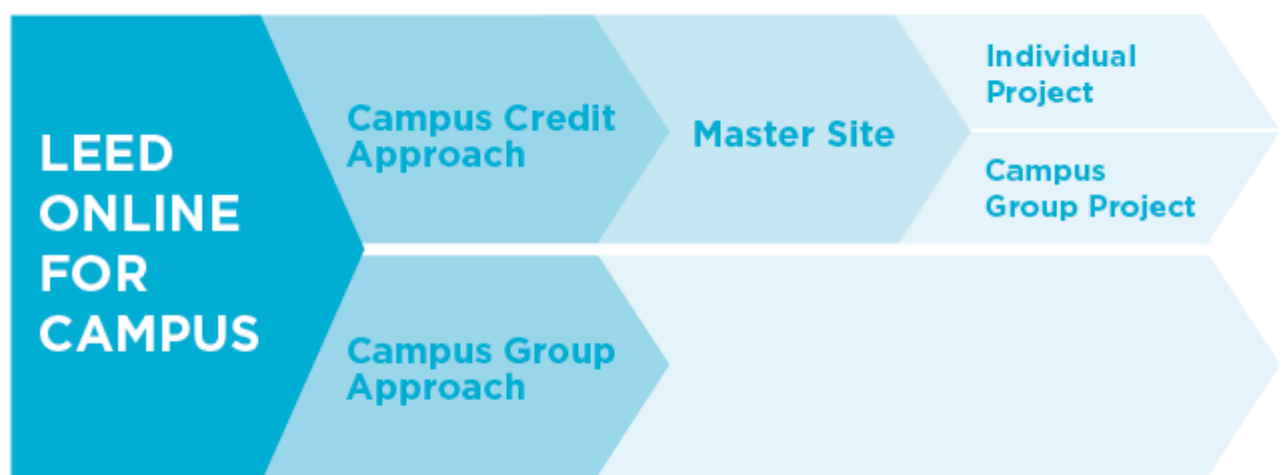 LEED
ONLINE
FOR
CAMPUS
Campus Credit
Approach
Master Site
Individual
Project
Campus
Group Project
Campus Group
Approach